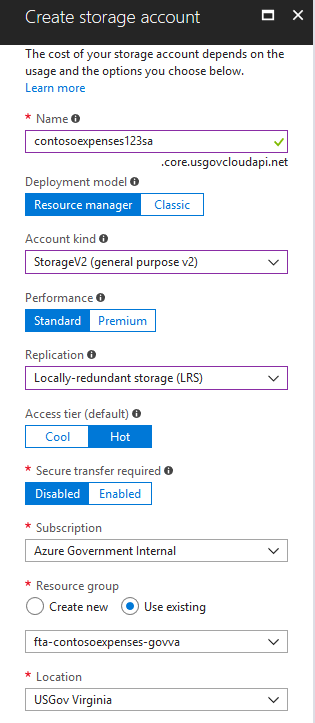 Create storage account
The cost of your storage account depends on the
usage and the options you choose below.
Learn more
* Name
contosoexpenses123sa
.core.usgovcloudapi.net
Deployment model
Resource manager Classic
Account kind
StorageV2 (general purpose v2)
Performance
Standard Premium
Replication
Locally-redundant storage (LRS)
Access tier (default)
Cool Hot
* Secure transfer required
Disabled Enabled
* Subscription
Azure Government Internal
* Resource group
Create new Use existing
fta-contosoexpenses-govva
* Location
USGov Virginia